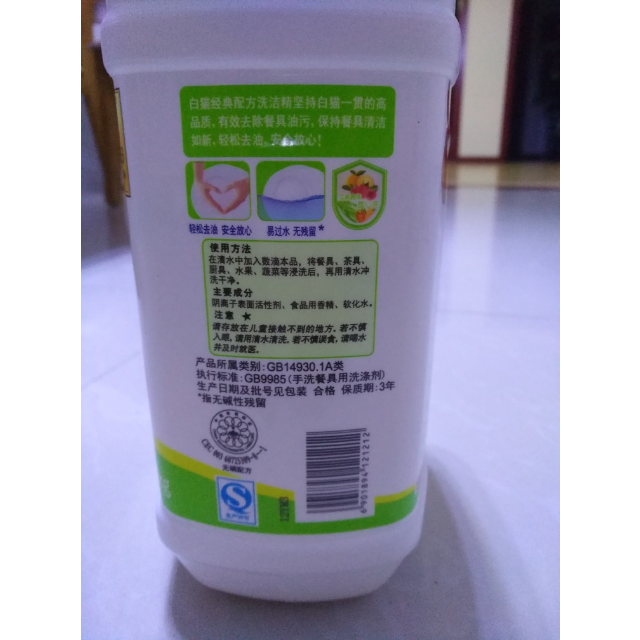 白猫经典配方洗洁精坚持白猫一贯的高
品质,有效去除餐具油污,保持餐具清洁
如新,轻松去油,安全放心!
轻松去油 安全放心
易过水 无残留*
使用方法
在清水中加入数滴本品，将餐具、茶具、
厨具、水果、蔬菜等浸洗后，再用清水冲
洗干净。
主要成分
阴离子表面活性剂、食品用香精、软化水。
注意 ★
请存放在儿童接触不到的地方。若不慎
入眼，请用清水清洗。若不慎误食，请喝水
并及时就医。
产品所属类别:GB14930.1A类
执行标准:GB9985(手洗餐具用洗涤剂)
生产日期及批号见包装 合格 保质期:3年
*指无碱性残留
无磷配方
生产许可
6901894121212